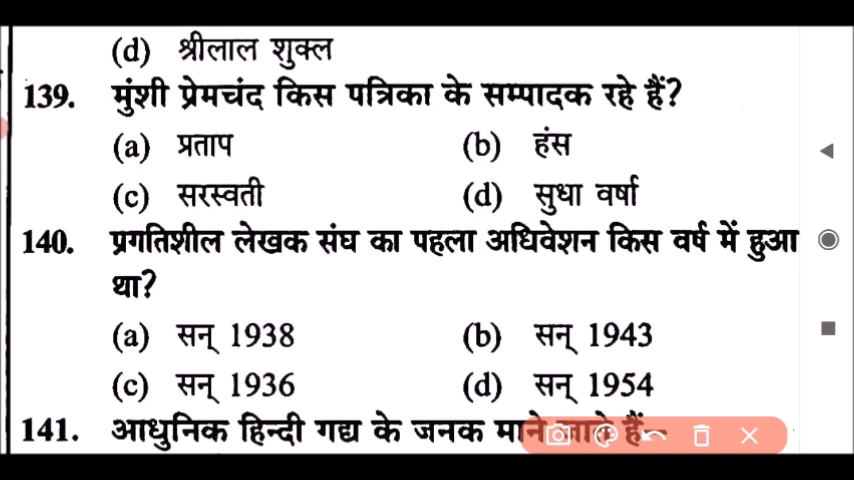 (d) श्रीलाल शुक्ल
139. मुंशी प्रेमचंद किस पत्रिका के सम्पादक रहे हैं?
(a) प्रताप (b) हंस
(c) सरस्वती (d) सुधा वर्षा
140. प्रगतिशील लेखक संघ का पहला अधिवेशन किस वर्ष में हुआ
था?
(a) सन् 1938 (b) सन् 1943
(c) सन् 1936 (d) सन् 1954
141. आधुनिक हिन्दी गद्य के जनक माने जाते हैं–